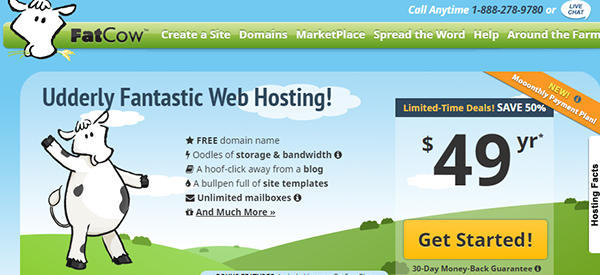 Call Anytime 1-888-278-9780 or LIVE CHAT
FatCow™
Create a Site Domains MarketPlace Spread the Word Help Around the Farm
NEW!
Mooonthly Payment Plan!
Udderly Fantastic Web Hosting!
FREE domain name
Oodles of storage & bandwidth
A hoof-click away from a blog
A bullpen full of site templates
Unlimited mailboxes
And Much More »
Limited-Time Deals! SAVE 50%
$49 yr*
Get Started!
30-Day Money-Back Guarantee
Hosting Facts